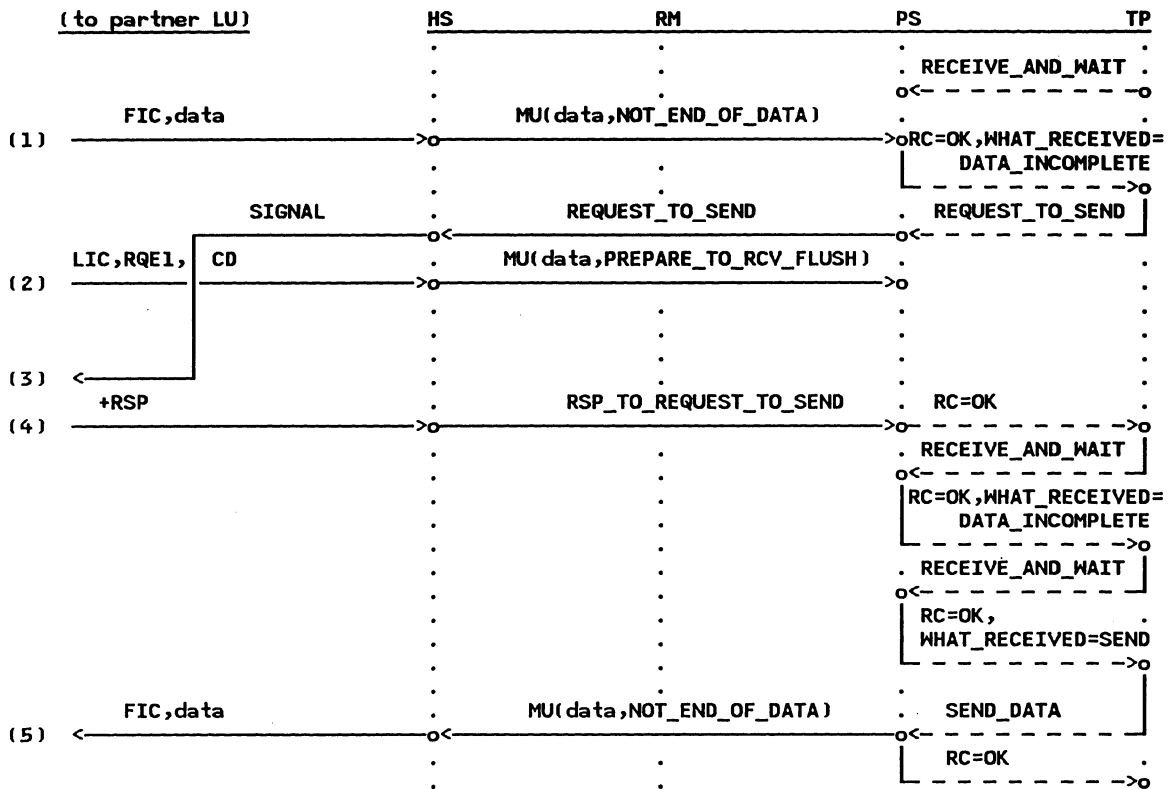 (to partner LU) HS RM PS TP
RECEIVE_AND_WAIT
FIC,data MU(data,NOT_END_OF_DATA)
(1) RC=OK,WHAT_RECEIVED=
DATA_INCOMPLETE
SIGNAL REQUEST_TO_SEND REQUEST_TO_SEND
LIC,RQE1, CD MU(data,PREPARE_TO_RCV_FLUSH)
(2)
(3)
+RSP RSP_TO_REQUEST_TO_SEND RC=OK
(4)
RECEIVE_AND_WAIT
RC=OK,WHAT_RECEIVED=
DATA_INCOMPLETE
RECEIVE_AND_WAIT
RC=OK,
WHAT_RECEIVED=SEND
FIC,data MU(data,NOT_END_OF_DATA) SEND_DATA
(5)
RC=OK